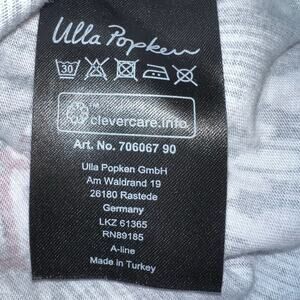 Ulla Popken
30
™
clevercare.info
Art. No. 706067 90
Ulla Popken GmbH
Am Waldrand 19
26180 Rastede
Germany
LKZ 61365
RN89185
A-line
Made in Turkey